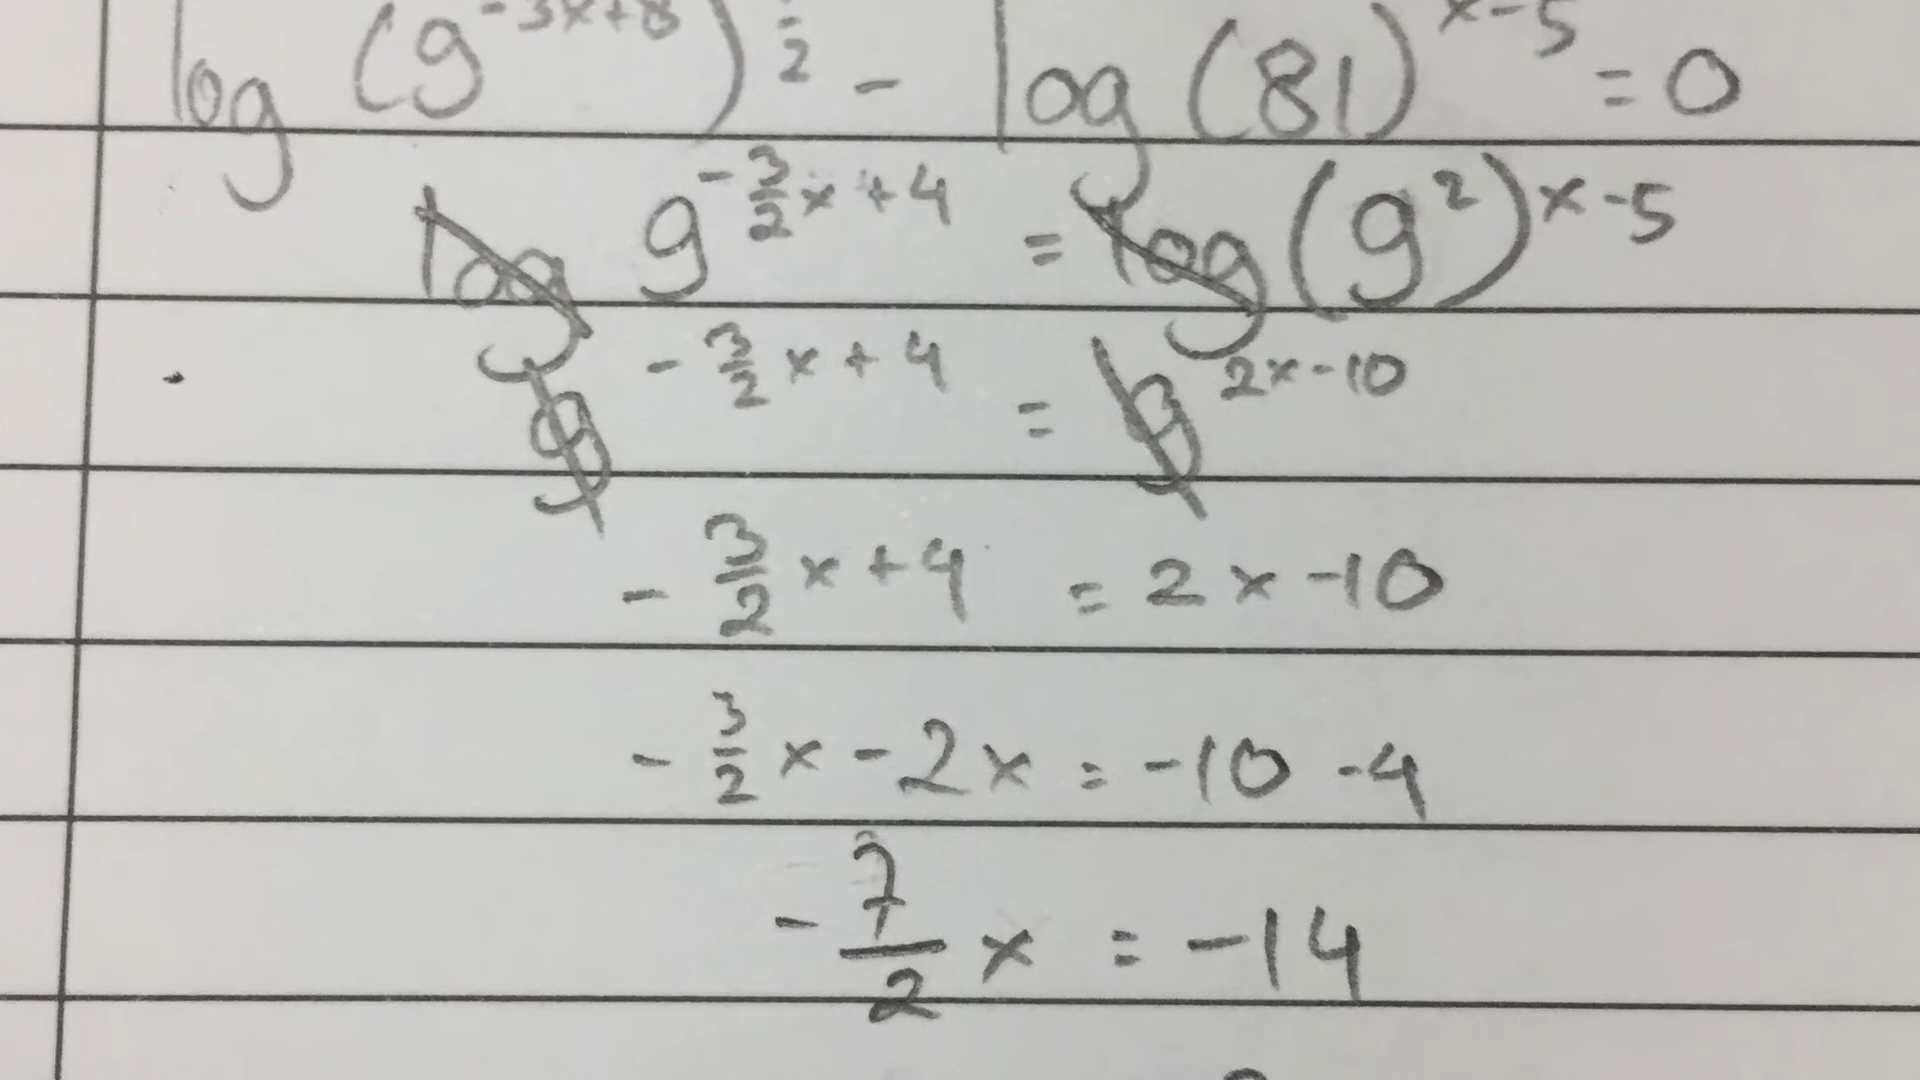 log (9^(-3x+8))^(1/2) - log (81)^(x-5) = 0
log 9^(-3/2 x + 4) = log (9^2)^(x-5)
9^(-3/2 x + 4) = 9^(2x-10)
-3/2 x + 4 = 2x - 10
-3/2 x - 2x = -10 - 4
-7/2 x = -14